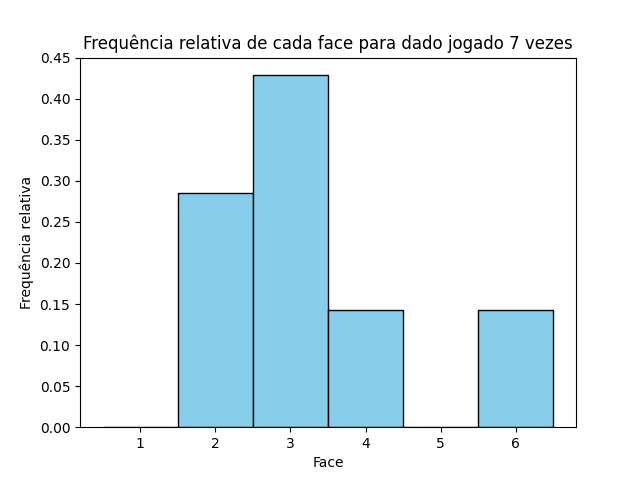 Frequência relativa de cada face para dado jogado 7 vezes
0.45
0.40
0.35
0.30
0.25
0.20
0.15
0.10
0.05
0.00
Frequência relativa
1 2 3 4 5 6
Face